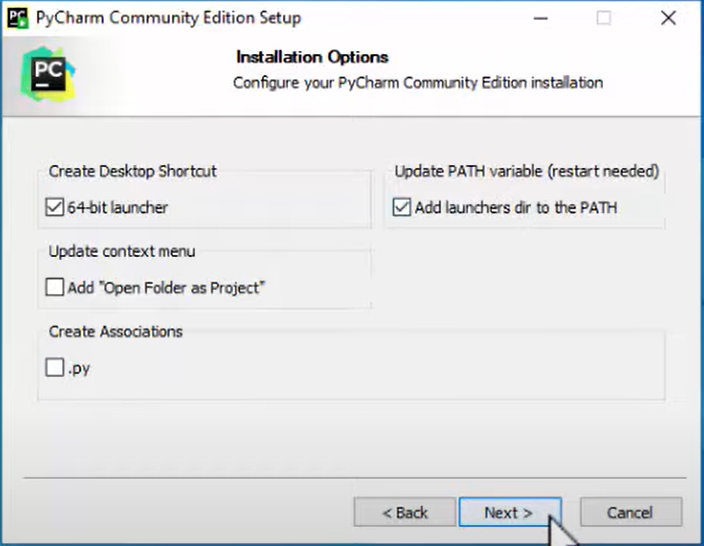 PC PyCharm Community Edition Setup
PC
Installation Options
Configure your PyCharm Community Edition installation
Create Desktop Shortcut
64-bit launcher
Update PATH variable (restart needed)
Add launchers dir to the PATH
Update context menu
Add "Open Folder as Project"
Create Associations
.py
< Back
Next >
Cancel